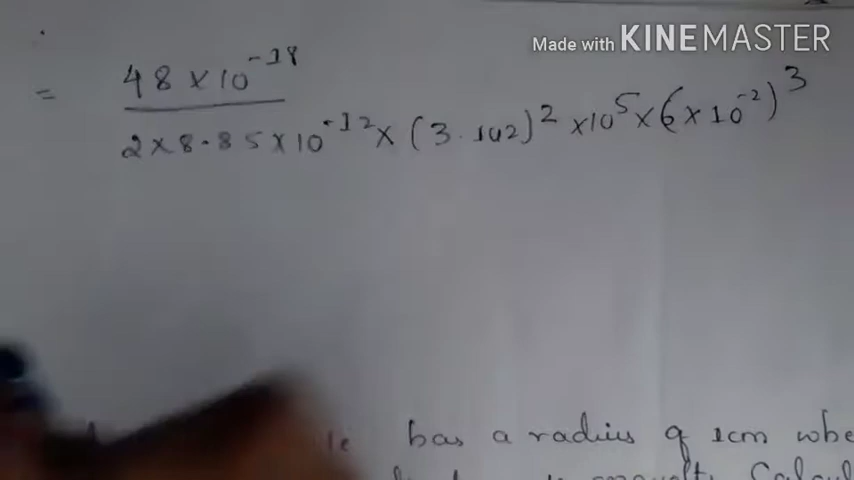 Made with KINEMASTER
= 48 × 10⁻¹⁸ / 2 × 8.85 × 10⁻¹² × (3.142)² × 10⁵ × (6 × 10⁻²)³
has a radius of 1cm whe
Calcul